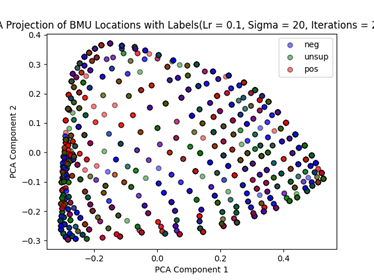 A Projection of BMU Locations with Labels(Lr = 0.1, Sigma = 20, Iterations = 2
neg
unsup
pos
0.4
0.3
0.2
0.1
0.0
−0.1
−0.2
−0.3
PCA Component 2
−0.2 0.0 0.2 0.4
PCA Component 1